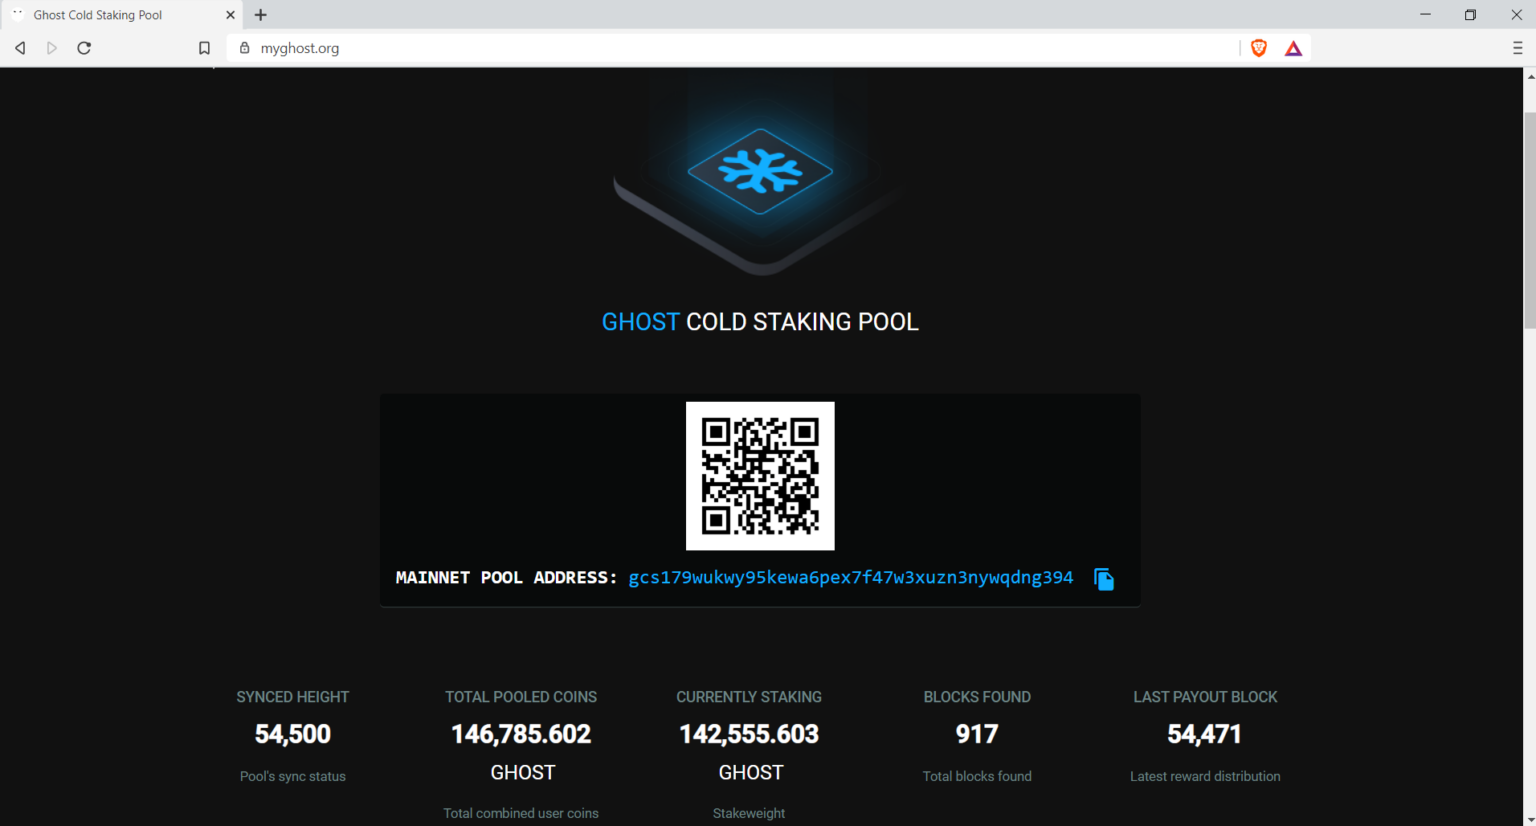 Ghost Cold Staking Pool
myghost.org
GHOST COLD STAKING POOL
MAINNET POOL ADDRESS: gcs179wukwy95kewa6pex7f47w3xuzn3nywqdng394
SYNCED HEIGHT
54,500
Pool's sync status
TOTAL POOLED COINS
146,785.602
GHOST
Total combined user coins
CURRENTLY STAKING
142,555.603
GHOST
Stakeweight
BLOCKS FOUND
917
Total blocks found
LAST PAYOUT BLOCK
54,471
Latest reward distribution